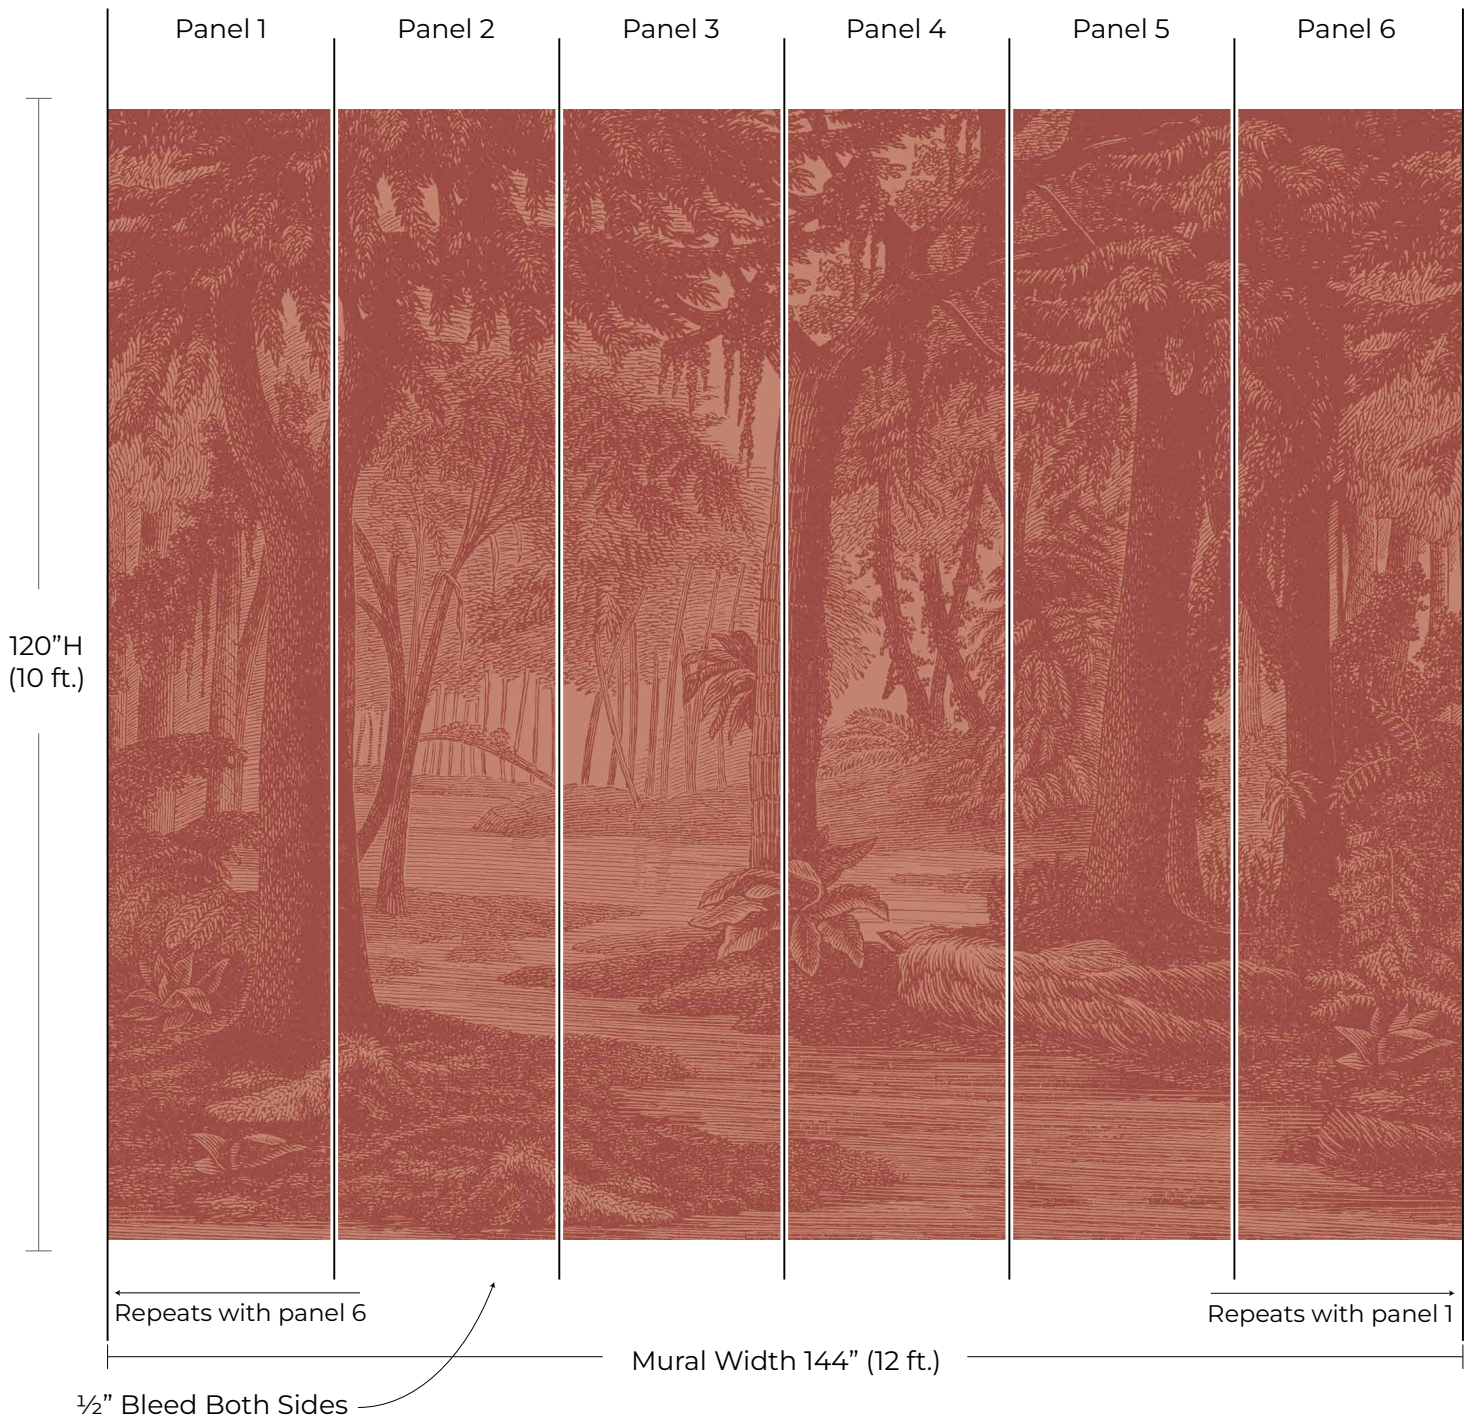 Panel 1
Panel 2
Panel 3
Panel 4
Panel 5
Panel 6
120”H
(10 ft.)
Repeats with panel 6
Repeats with panel 1
Mural Width 144” (12 ft.)
½” Bleed Both Sides